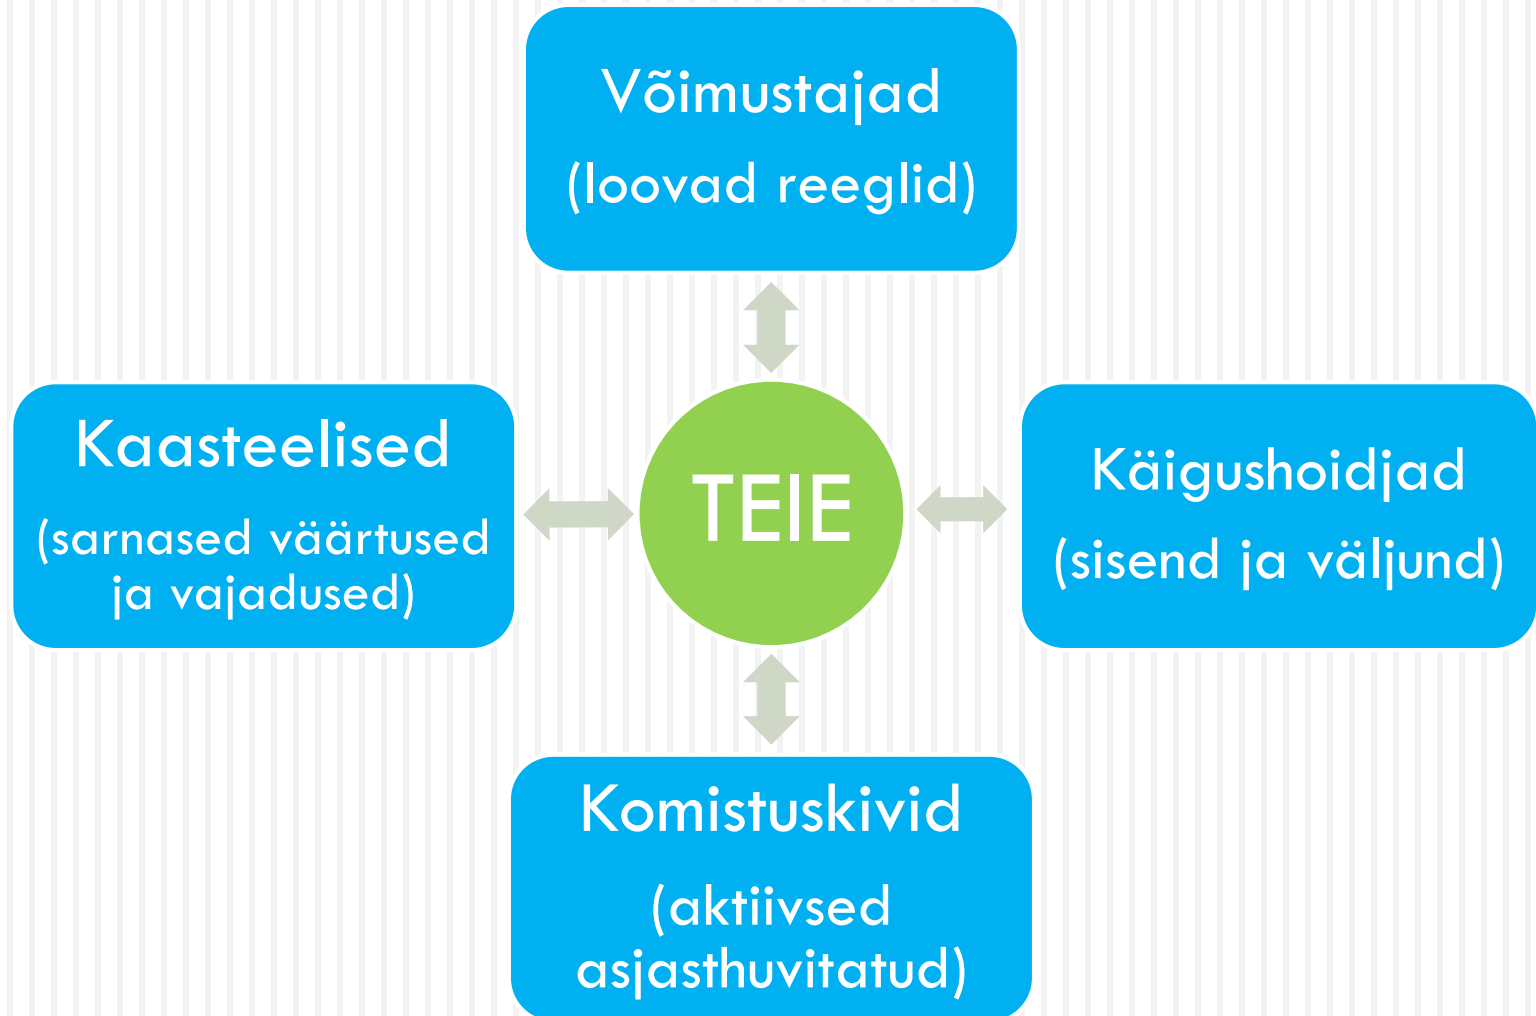 Võimustajad
(loovad reeglid)
Kaasteelised
(sarnased väärtused
ja vajadused)
TEIE
Käigushoidjad
(sisend ja väljund)
Komistuskivid
(aktiivsed
asjasthuvitatud)